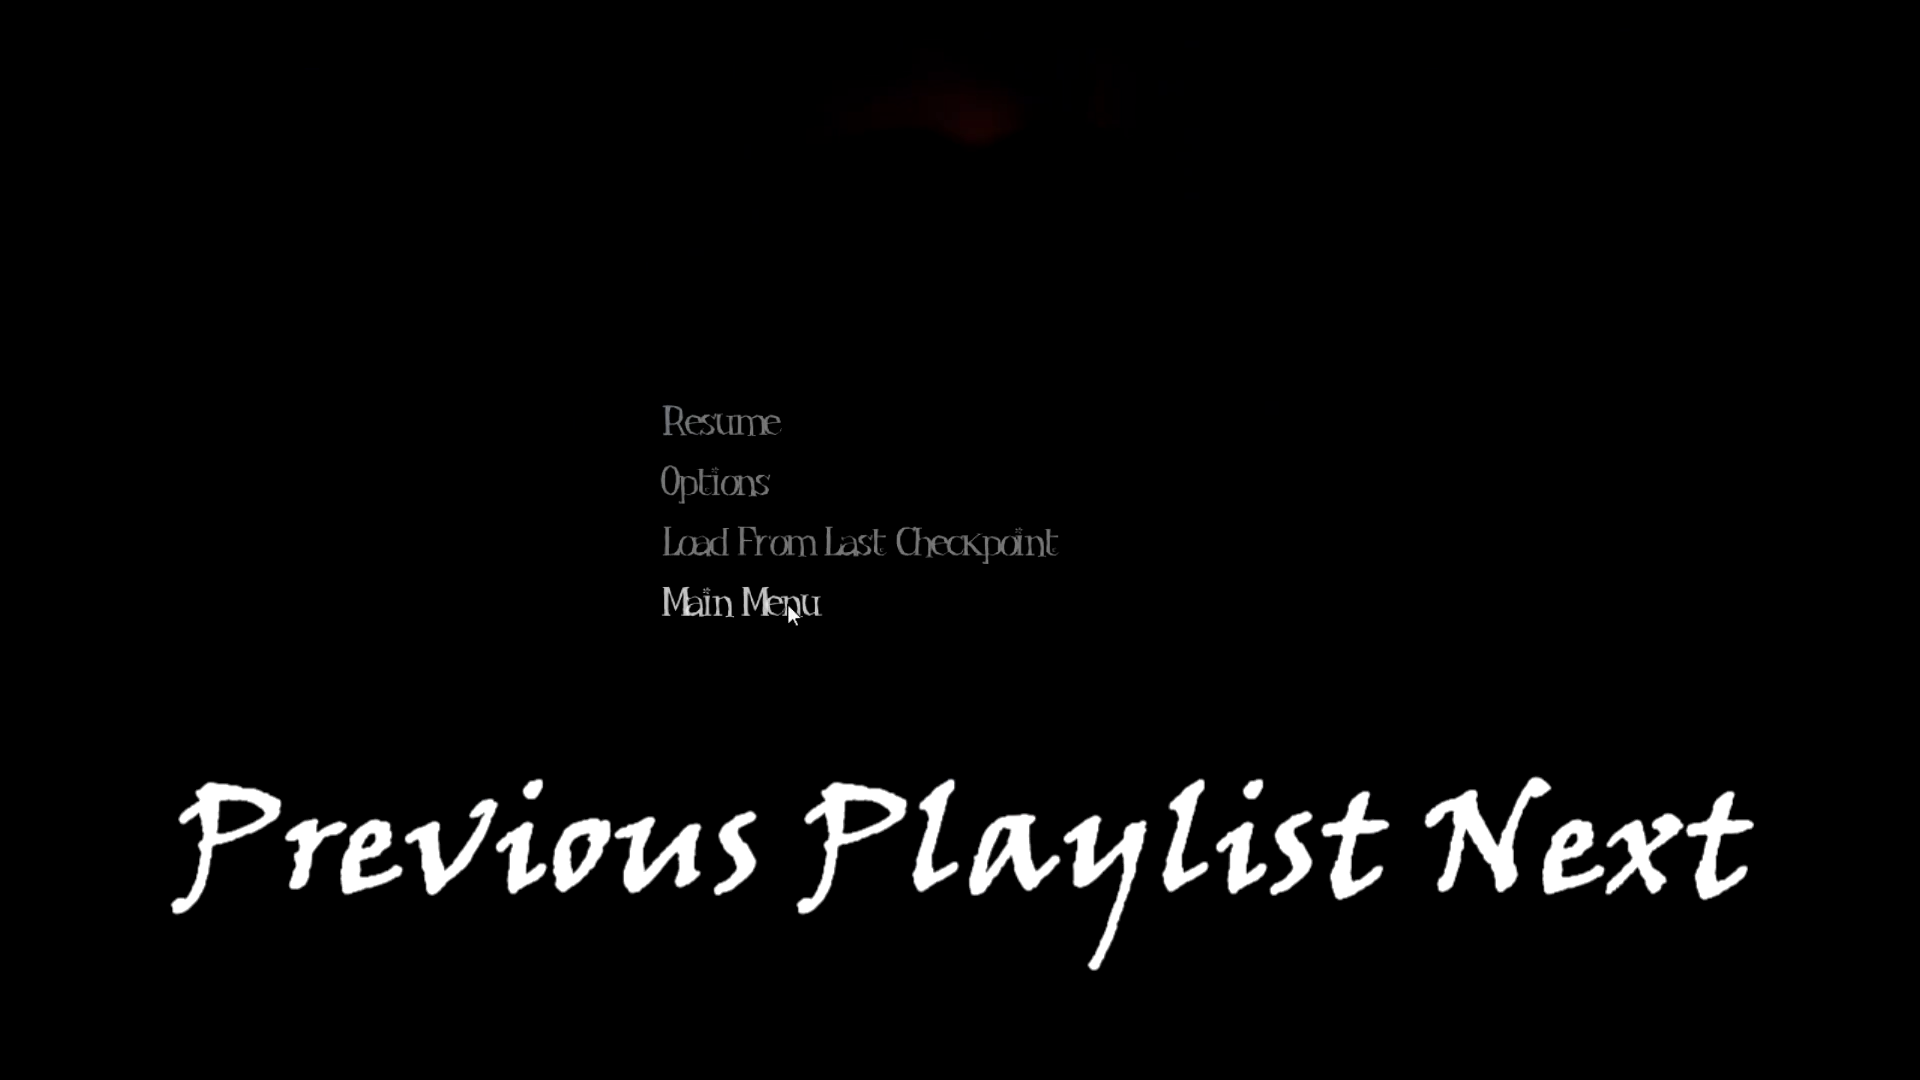 Resume
Options
Load From Last Checkpoint
Main Menu
Previous Playlist Next